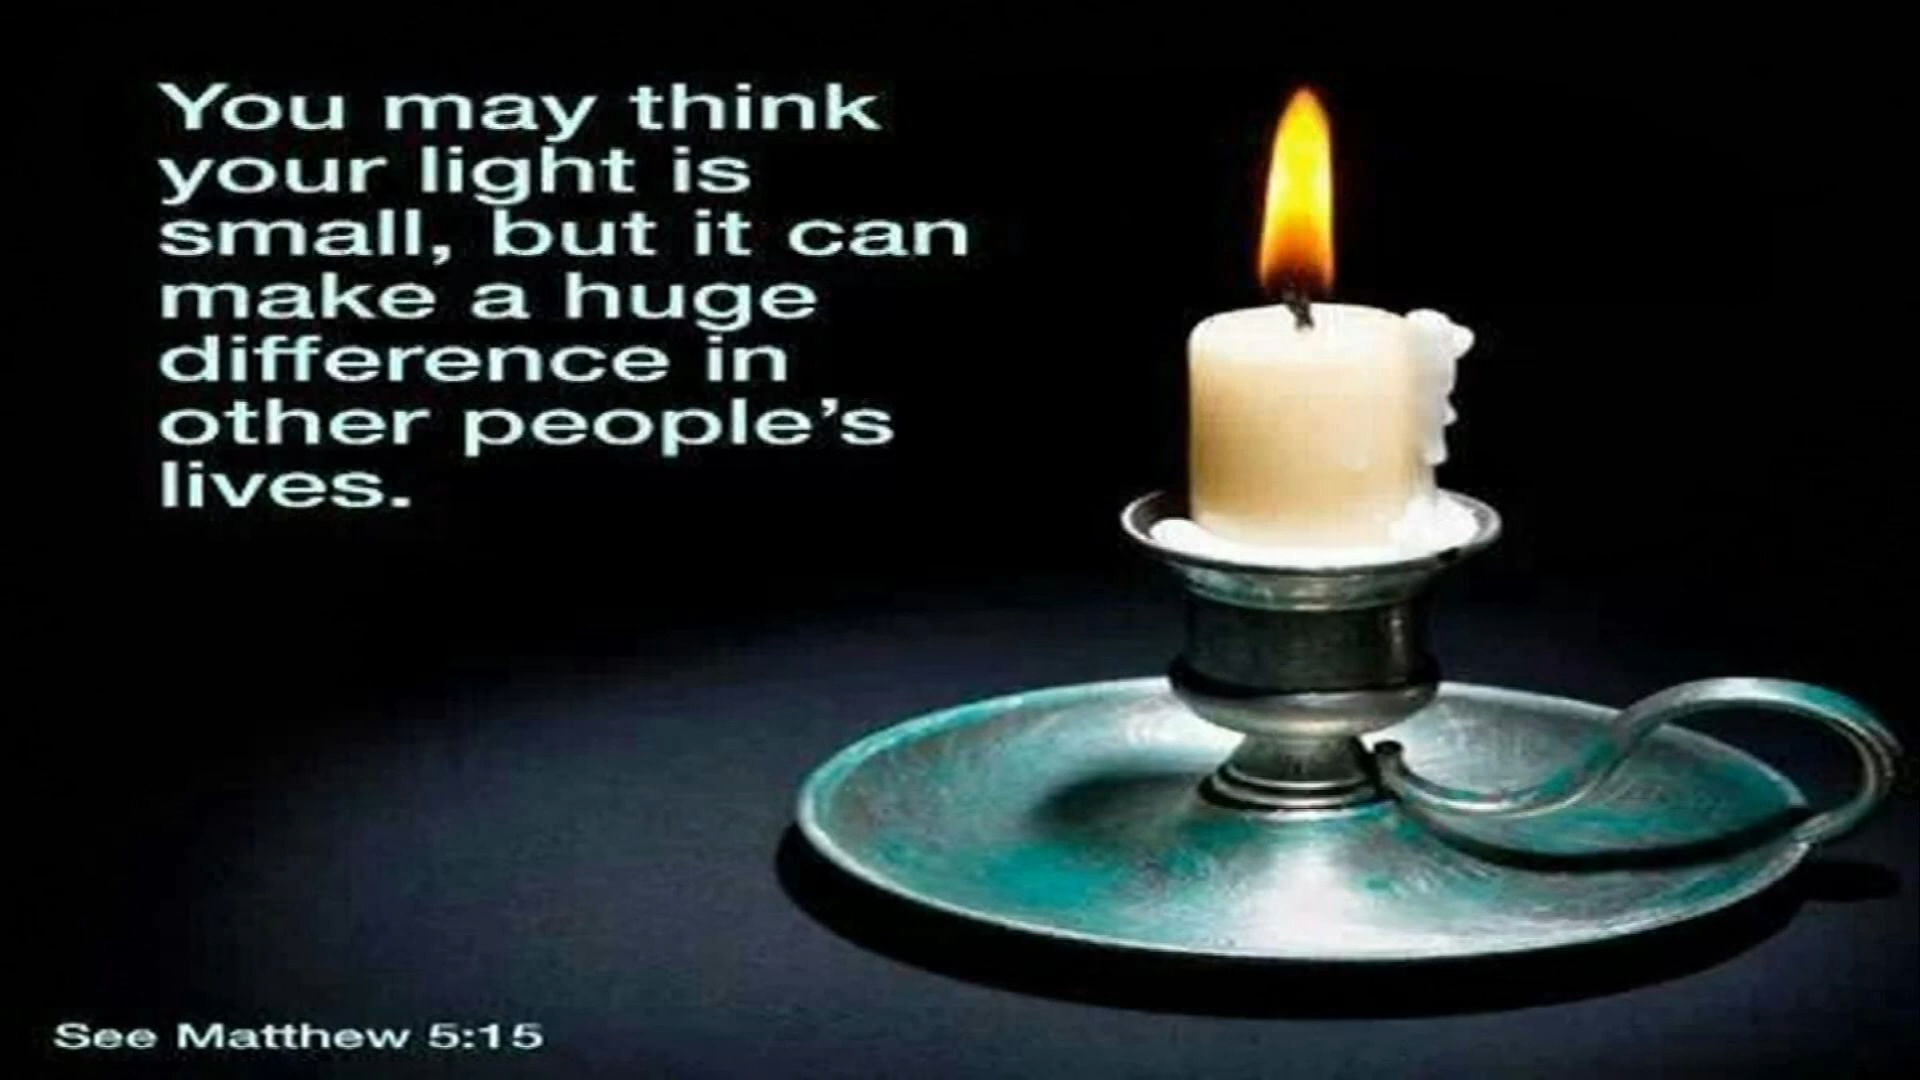 You may think
your light is
small, but it can
make a huge
difference in
other people’s
lives.
See Matthew 5:15